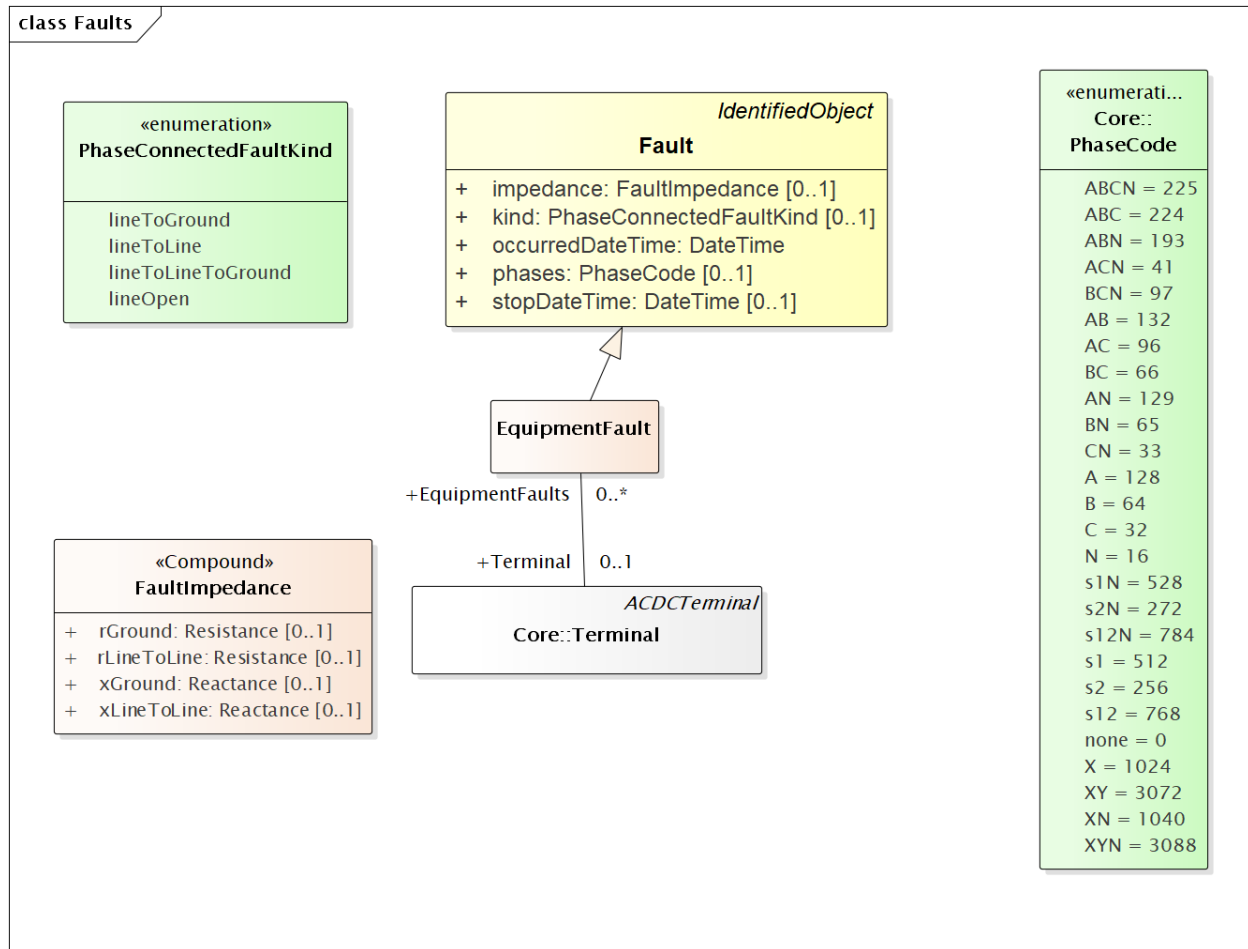 class Faults
«enumeration»
PhaseConnectedFaultKind
lineToGround
lineToLine
lineToLineToGround
lineOpen
IdentifiedObject
Fault
+ impedance: FaultImpedance [0..1]
+ kind: PhaseConnectedFaultKind [0..1]
+ occurredDateTime: DateTime
+ phases: PhaseCode [0..1]
+ stopDateTime: DateTime [0..1]
EquipmentFault
+EquipmentFaults 0..*
+Terminal 0..1
ACDCTerminal
Core::Terminal
«Compound»
FaultImpedance
+ rGround: Resistance [0..1]
+ rLineToLine: Resistance [0..1]
+ xGround: Reactance [0..1]
+ xLineToLine: Reactance [0..1]
«enumerati...
Core::
PhaseCode
ABCN = 225
ABC = 224
ABN = 193
ACN = 41
BCN = 97
AB = 132
AC = 96
BC = 66
AN = 129
BN = 65
CN = 33
A = 128
B = 64
C = 32
N = 16
s1N = 528
s2N = 272
s12N = 784
s1 = 512
s2 = 256
s12 = 768
none = 0
X = 1024
XY = 3072
XN = 1040
XYN = 3088